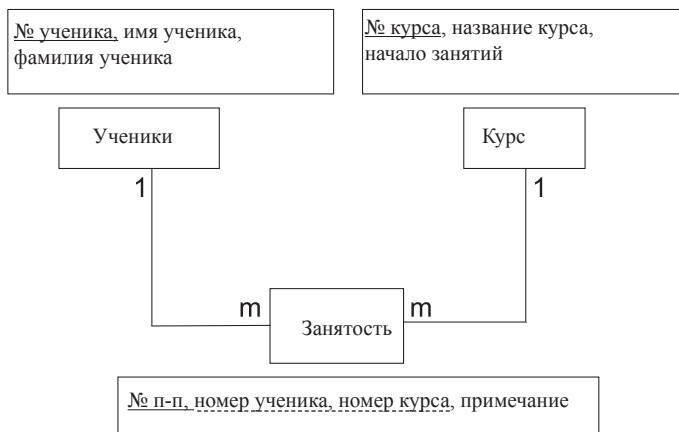 № ученика, имя ученика,
фамилия ученика
№ курса, название курса,
начало занятий
Ученики
Курс
1
1
m
m
Занятость
№ п-п, номер ученика, номер курса, примечание